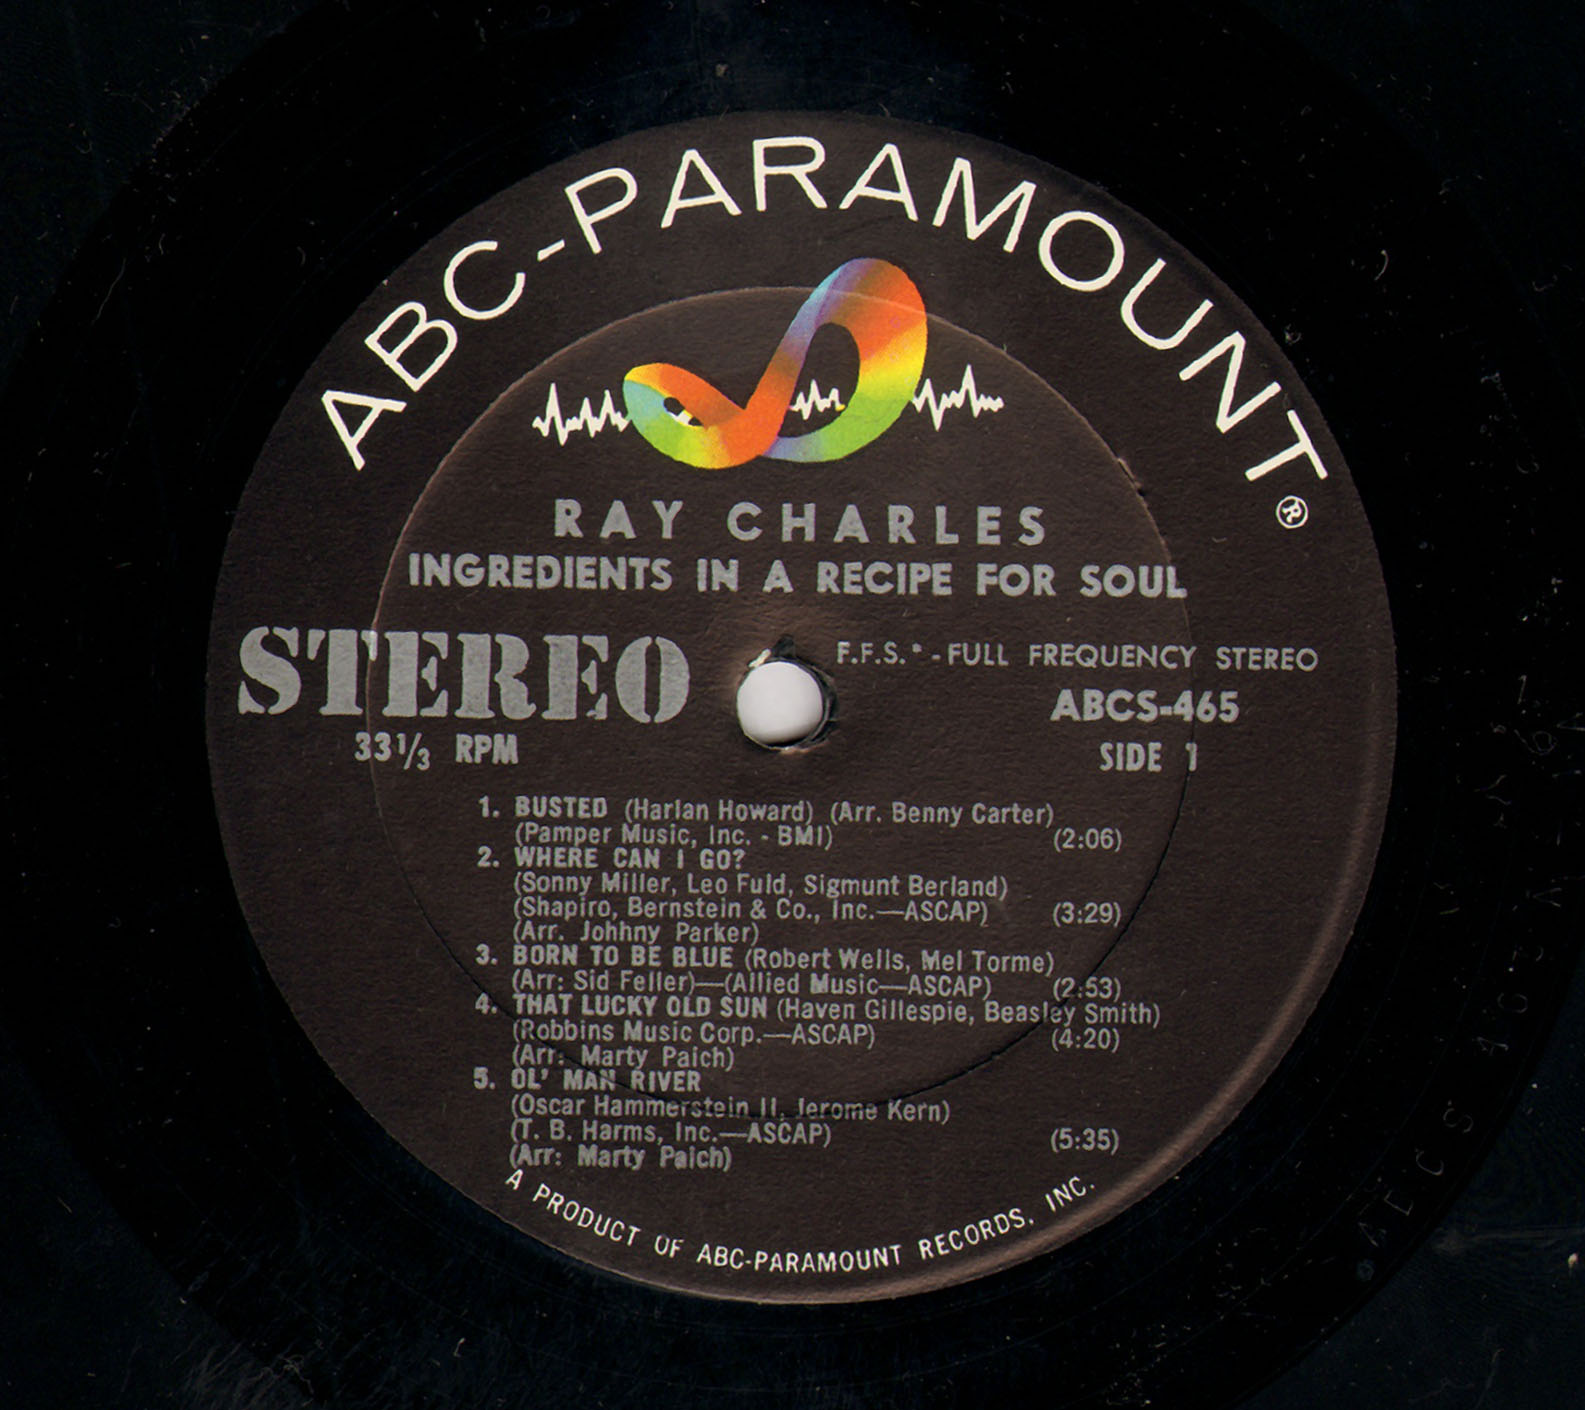 ABC-PARAMOUNT®
RAY CHARLES
INGREDIENTS IN A RECIPE FOR SOUL
STEREO
F.F.S.* - FULL FREQUENCY STEREO
ABCS-465
33⅓ RPM
SIDE 1
1. BUSTED (Harlan Howard) (Arr. Benny Carter)
(Pamper Music, Inc. - BMI) (2:06)
2. WHERE CAN I GO?
(Sonny Miller, Leo Fuld, Sigmunt Berland)
(Shapiro, Bernstein & Co., Inc.—ASCAP) (3:29)
(Arr. Johhny Parker)
3. BORN TO BE BLUE (Robert Wells, Mel Torme)
(Arr: Sid Feller)—(Allied Music—ASCAP) (2:53)
4. THAT LUCKY OLD SUN (Haven Gillespie, Beasley Smith)
(Robbins Music Corp.—ASCAP) (4:20)
(Arr: Marty Paich)
5. OL' MAN RIVER
(Oscar Hammerstein II, Jerome Kern)
(T. B. Harms, Inc.—ASCAP) (5:35)
(Arr: Marty Paich)
A PRODUCT OF ABC-PARAMOUNT RECORDS, INC.